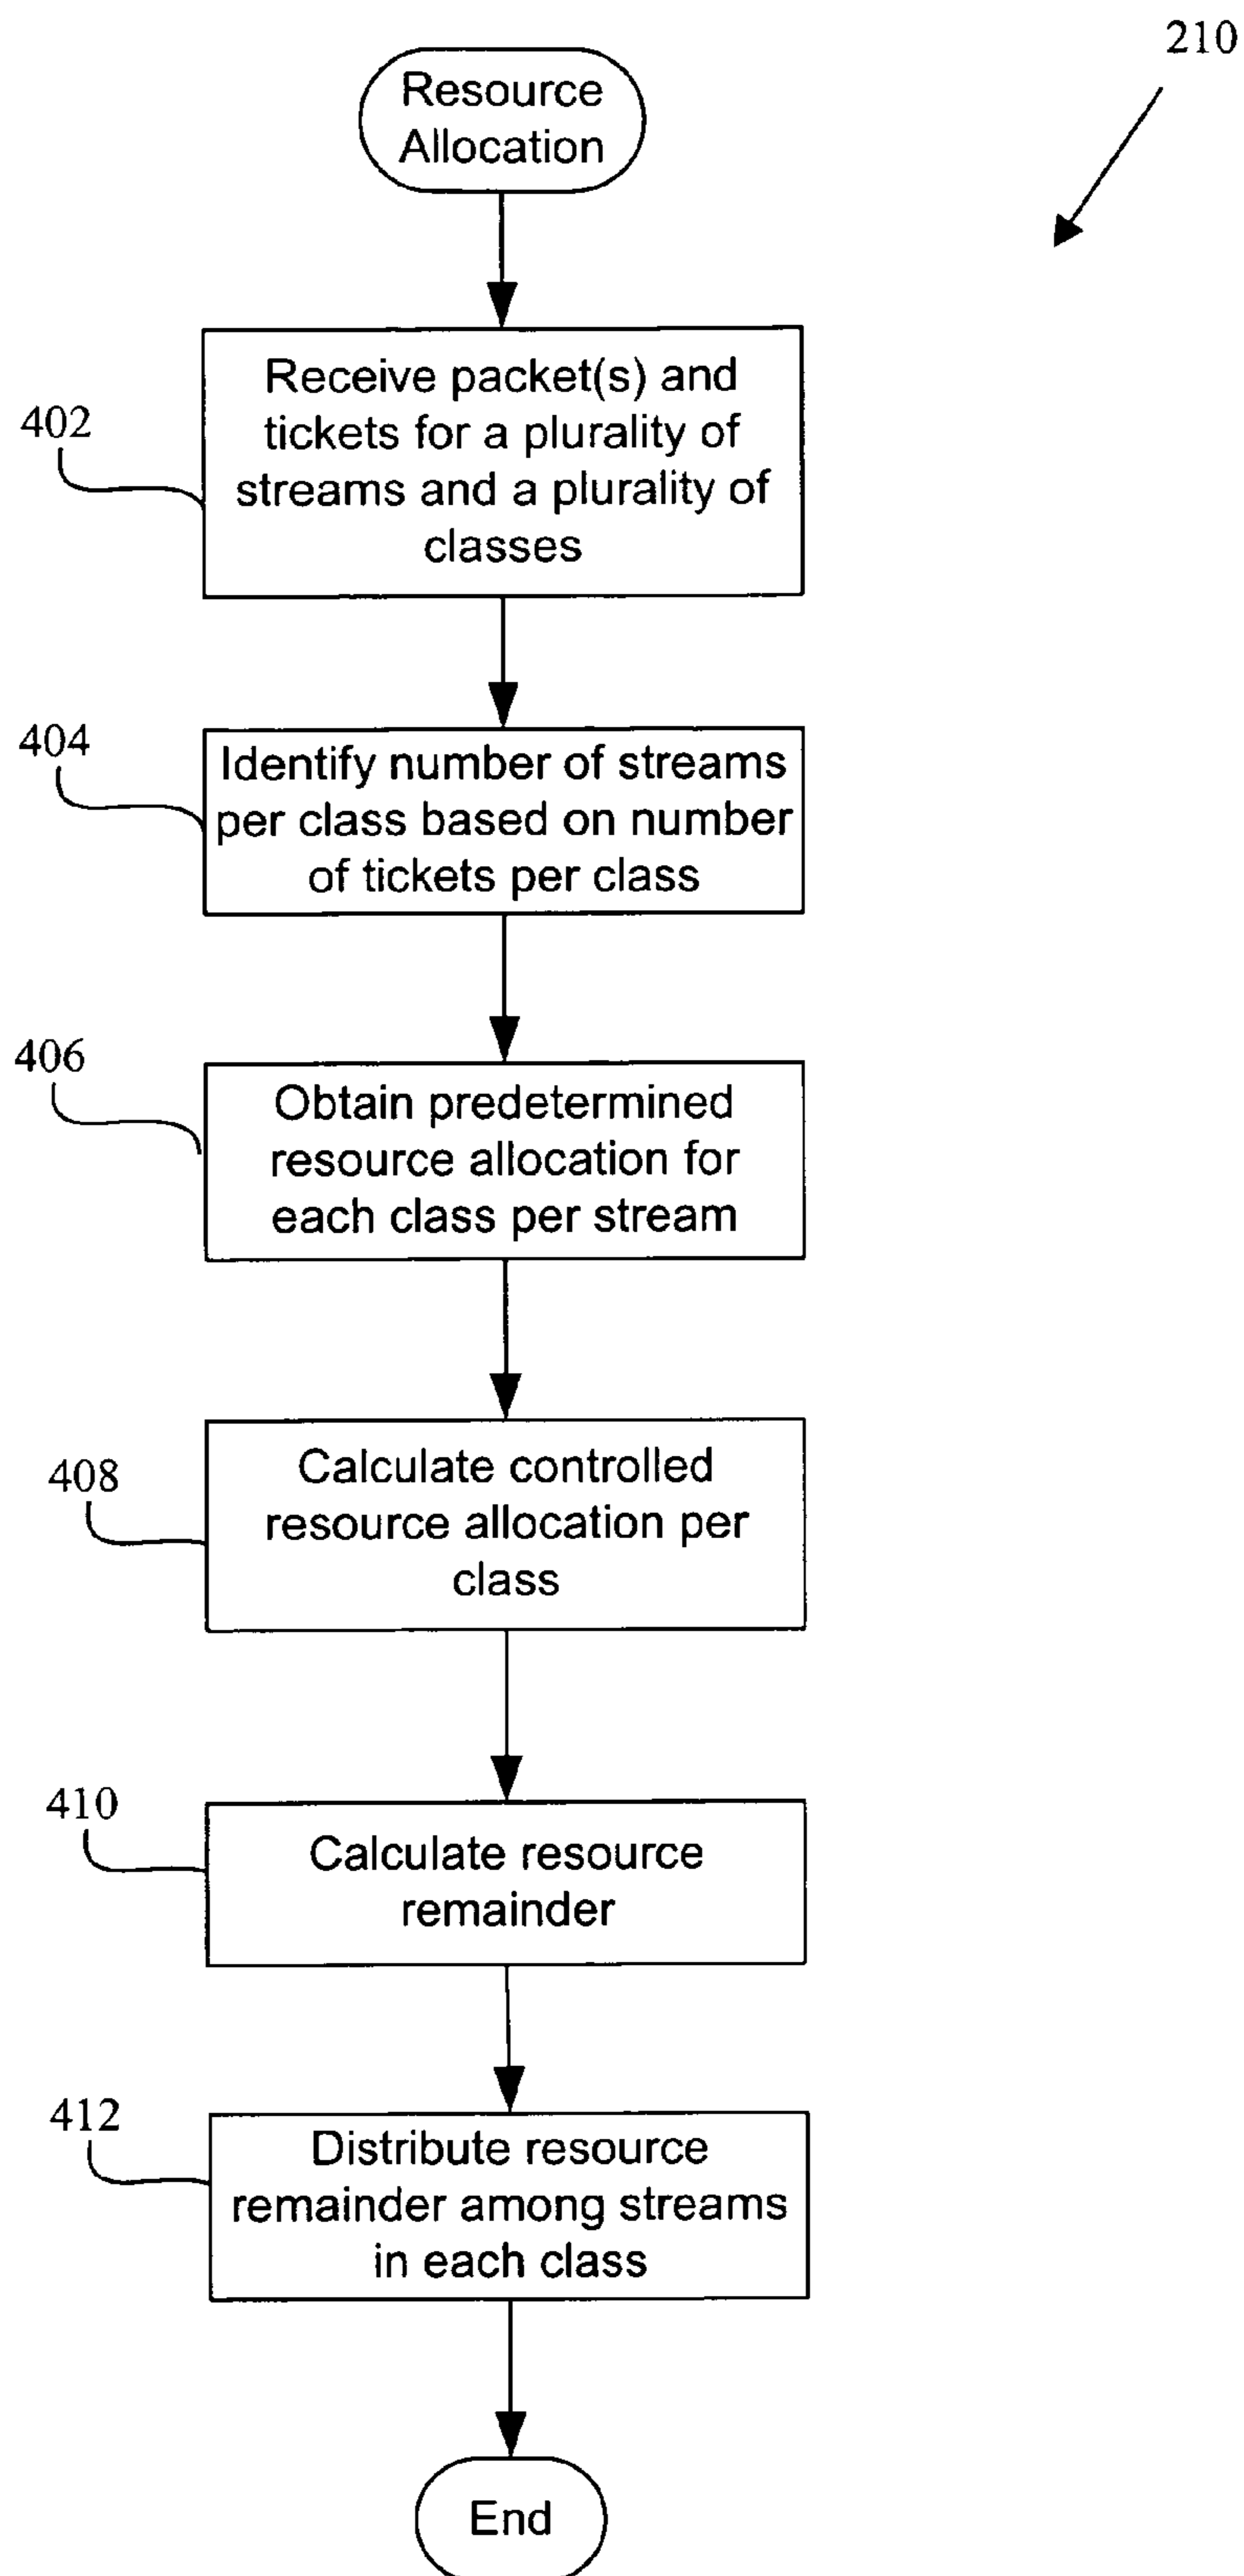 210
Resource
Allocation
402
Receive packet(s) and
tickets for a plurality of
streams and a plurality of
classes
404
Identify number of streams
per class based on number
of tickets per class
406
Obtain predetermined
resource allocation for
each class per stream
408
Calculate controlled
resource allocation per
class
410
Calculate resource
remainder
412
Distribute resource
remainder among streams
in each class
End